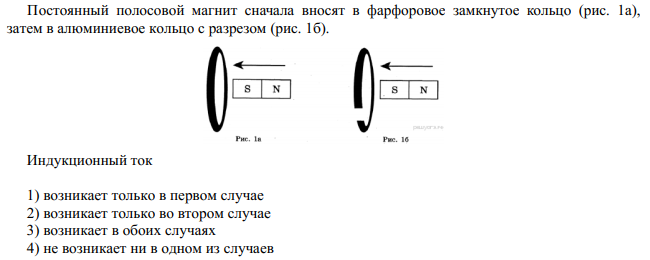 Постоянный полосовой магнит сначала вносят в фарфоровое замкнутое кольцо (рис. 1а),
затем в алюминиевое кольцо с разрезом (рис. 1б).
S N S N
Рис. 1а Рис. 1б
Индукционный ток
1) возникает только в первом случае
2) возникает только во втором случае
3) возникает в обоих случаях
4) не возникает ни в одном из случаев